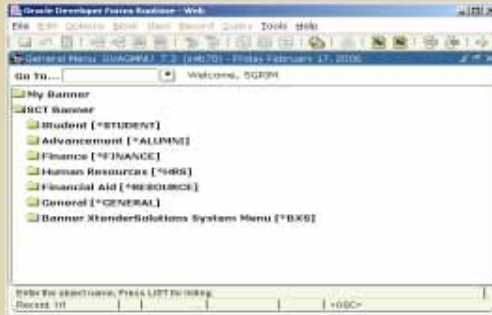 Oracle Developer Forms Runtime - Web
File Edit Options Block Item Record Query Tools Help
General Menu GUAGMNU 7.2 (seb70) - Friday February 17, 2006
Go To... Welcome,
My Banner
SCT Banner
Student [*STUDENT]
Advancement [*ALUMNI]
Finance [*FINANCE]
Human Resources [*HRS]
Financial Aid [*RESOURCE]
General [*GENERAL]
Banner XtenderSolutions System Menu [*BXS]
Enter the object name, Press LIST for listing.
Record: 1/1 <OSC>